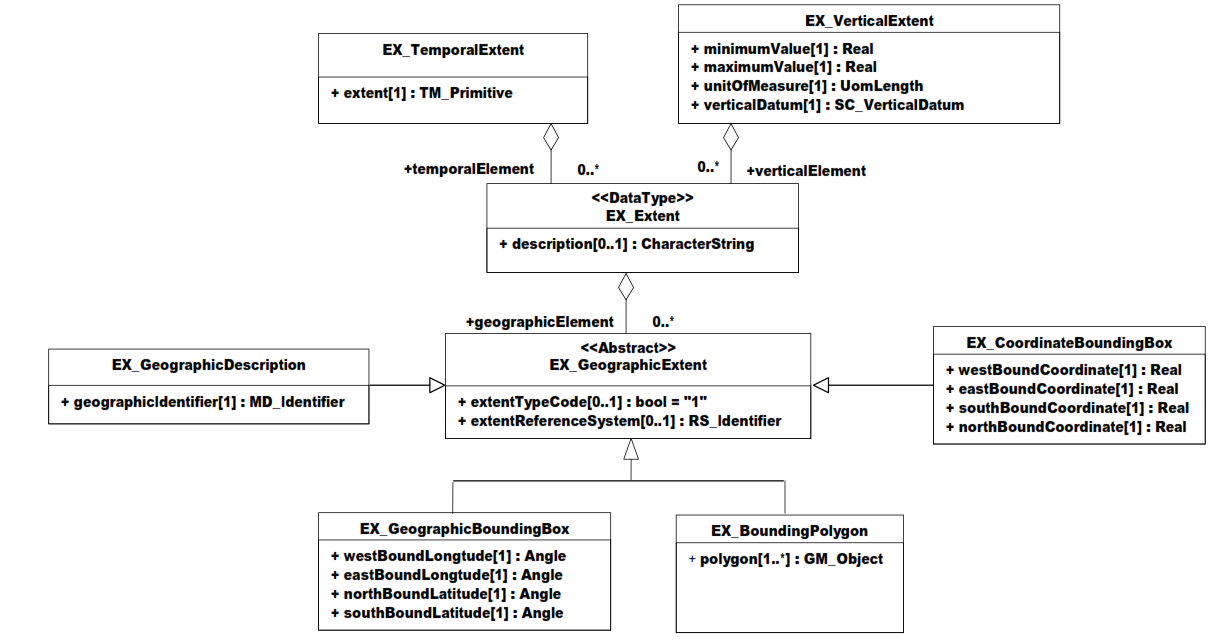 EX_TemporalExtent
+ extent[1] : TM_Primitive
EX_VerticalExtent
+ minimumValue[1] : Real
+ maximumValue[1] : Real
+ unitOfMeasure[1] : UomLength
+ verticalDatum[1] : SC_VerticalDatum
+temporalElement
0..*
0..*
+verticalElement
<<DataType>>
EX_Extent
+ description[0..1] : CharacterString
+geographicElement
0..*
<<Abstract>>
EX_GeographicExtent
+ extentTypeCode[0..1] : bool = "1"
+ extentReferenceSystem[0..1] : RS_Identifier
EX_GeographicDescription
+ geographicIdentifier[1] : MD_Identifier
EX_CoordinateBoundingBox
+ westBoundCoordinate[1] : Real
+ eastBoundCoordinate[1] : Real
+ southBoundCoordinate[1] : Real
+ northBoundCoordinate[1] : Real
EX_GeographicBoundingBox
+ westBoundLongtude[1] : Angle
+ eastBoundLongtude[1] : Angle
+ northBoundLatitude[1] : Angle
+ southBoundLatitude[1] : Angle
EX_BoundingPolygon
+ polygon[1..*] : GM_Object